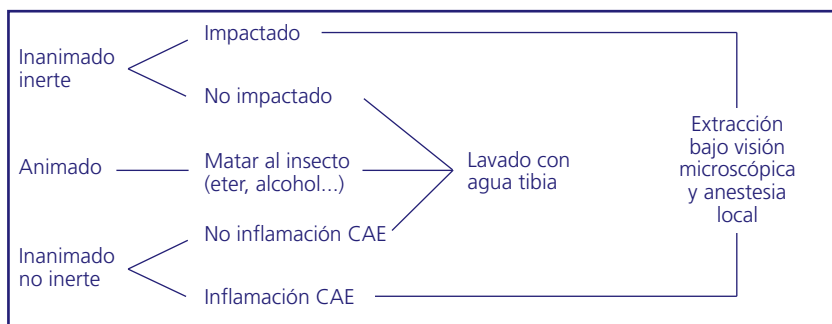 Inanimado
inerte
Impactado
No impactado
Animado
Matar al insecto
(eter, alcohol...)
Inanimado
no inerte
No inflamación CAE
Inflamación CAE
Lavado con
agua tibia
Extracción
bajo visión
microscópica
y anestesia
local